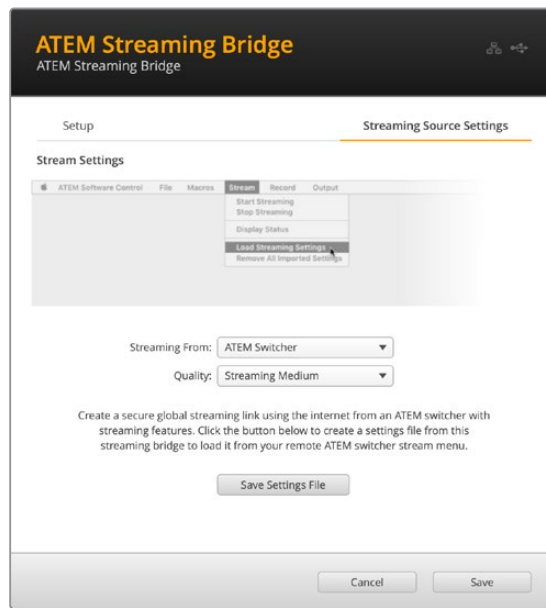 ATEM Streaming Bridge
ATEM Streaming Bridge
Setup
Streaming Source Settings
Stream Settings
ATEM Software Control File Macros Stream Record Output
Start Streaming
Stop Streaming
Display Status
Load Streaming Settings
Remove All Imported Settings
Streaming From: ATEM Switcher
Quality: Streaming Medium
Create a secure global streaming link using the internet from an ATEM switcher with
streaming features. Click the button below to create a settings file from this
streaming bridge to load it from your remote ATEM switcher stream menu.
Save Settings File
Cancel
Save